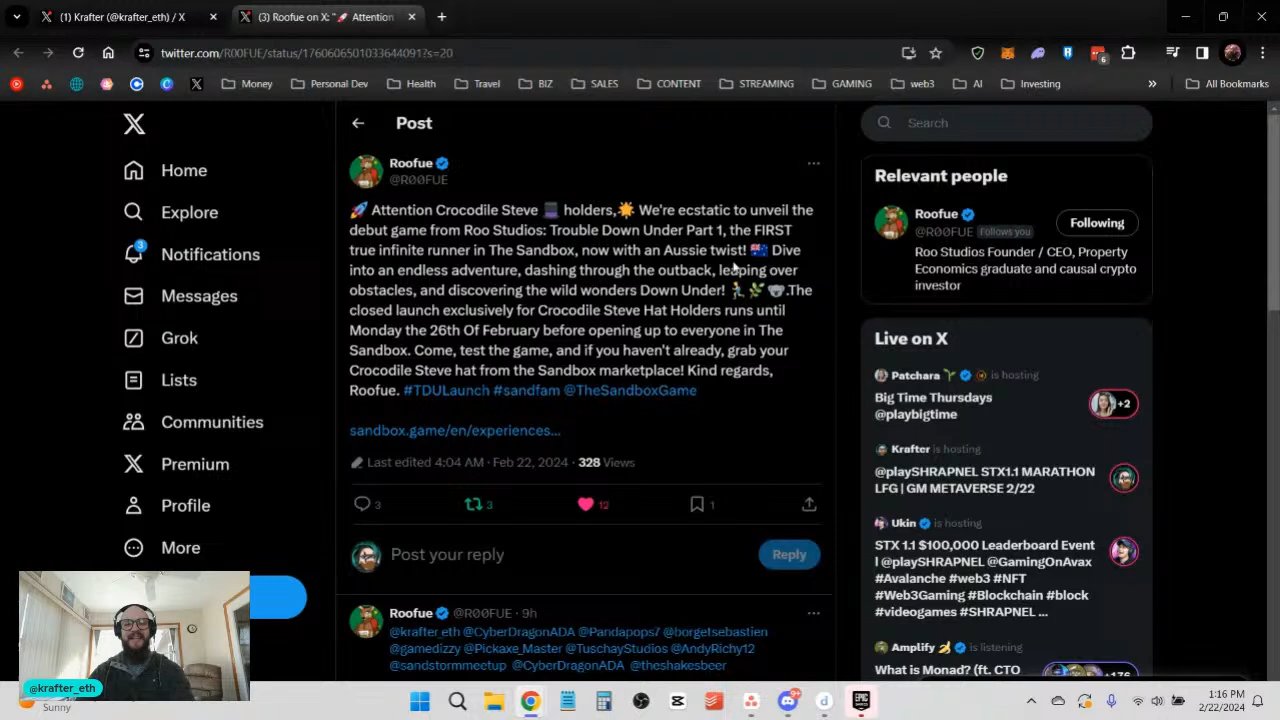 (1) Krafter (@krafter_eth) / X
(3) Roofue on X: "🚀 Attention
twitter.com/R00FUE/status/1760606501033644091?s=20
6
Money
Personal Dev
Health
Travel
BIZ
SALES
CONTENT
STREAMING
GAMING
web3
AI
Investing
»
All Bookmarks
Home
Explore
3
Notifications
Messages
Grok
Lists
Communities
Premium
Profile
More
Post
Roofue
@R00FUE
🚀 Attention Crocodile Steve 🎩 holders,☀️ We're ecstatic to unveil the
debut game from Roo Studios: Trouble Down Under Part 1, the FIRST
true infinite runner in The Sandbox, now with an Aussie twist! 🇦🇺 Dive
into an endless adventure, dashing through the outback, leaping over
obstacles, and discovering the wild wonders Down Under! 🏃🌿🐨.The
closed launch exclusively for Crocodile Steve Hat Holders runs until
Monday the 26th Of February before opening up to everyone in The
Sandbox. Come, test the game, and if you haven't already, grab your
Crocodile Steve hat from the Sandbox marketplace! Kind regards,
Roofue. #TDULaunch #sandfam @TheSandboxGame
sandbox.game/en/experiences...
Last edited 4:04 AM · Feb 22, 2024 · 328 Views
3
3
12
1
Post your reply
Reply
Roofue @R00FUE · 9h
@krafter_eth @CyberDragonADA @Pandapops7 @borgetsebastien
@gamedizzy @Pickaxe_Master @TuschayStudios @AndyRichy12
@sandstormmeetup @CyberDragonADA @theshakesbeer
Search
Relevant people
Roofue
@R00FUE Follows you
Following
Roo Studios Founder / CEO, Property
Economics graduate and causal crypto
investor
Live on X
Patchara 🌱 is hosting
Big Time Thursdays
@playbigtime
+2
Krafter is hosting
@playSHRAPNEL STX1.1 MARATHON
LFG | GM METAVERSE 2/22
Ukin is hosting
STX 1.1 $100,000 Leaderboard Event
| @playSHRAPNEL @GamingOnAvax
#Avalanche #web3 #NFT
#Web3Gaming #Blockchain #block
#videogames #SHRAPNEL ...
Amplify is listening
What is Monad? (ft. CTO
+176
@krafter_eth
Sunny
9+
1:16 PM
2/22/2024